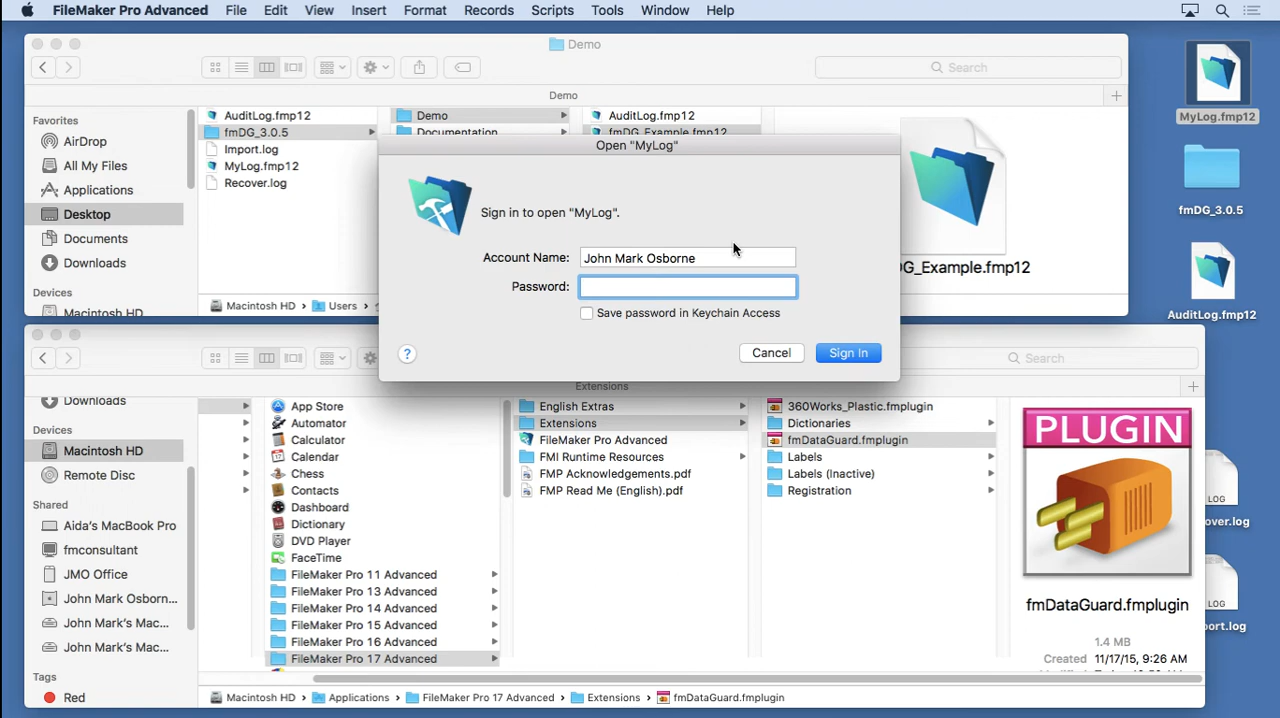 FileMaker Pro Advanced File Edit View Insert Format Records Scripts Tools Window Help
Demo
Search
Demo
Favorites
AirDrop
All My Files
Applications
Desktop
Documents
Downloads
Devices
Macintosh HD
AuditLog.fmp12
fmDG_3.0.5
Import.log
MyLog.fmp12
Recover.log
Demo
Documentation
AuditLog.fmp12
fmDG_Example.fmp12
G_Example.fmp12
Macintosh HD > Users >
MyLog.fmp12
fmDG_3.0.5
AuditLog.fmp12
LOG
over.log
LOG
port.log
Open "MyLog"
Sign in to open "MyLog".
Account Name: John Mark Osborne
Password:
Save password in Keychain Access
? Cancel Sign In
Search
Extensions
Downloads
Devices
Macintosh HD
Remote Disc
Shared
Aida's MacBook Pro
fmconsultant
JMO Office
John Mark Osborn...
John Mark's Mac...
John Mark's Mac...
Tags
Red
App Store
Automator
Calculator
Calendar
Chess
Contacts
Dashboard
Dictionary
DVD Player
FaceTime
FileMaker Pro 11 Advanced
FileMaker Pro 13 Advanced
FileMaker Pro 14 Advanced
FileMaker Pro 15 Advanced
FileMaker Pro 16 Advanced
FileMaker Pro 17 Advanced
English Extras
Extensions
FileMaker Pro Advanced
FMI Runtime Resources
FMP Acknowledgements.pdf
FMP Read Me (English).pdf
360Works_Plastic.fmplugin
Dictionaries
fmDataGuard.fmplugin
Labels
Labels (Inactive)
Registration
PLUGIN
fmDataGuard.fmplugin
1.4 MB
Created 11/17/15, 9:26 AM
Macintosh HD > Applications > FileMaker Pro 17 Advanced > Extensions > fmDataGuard.fmplugin